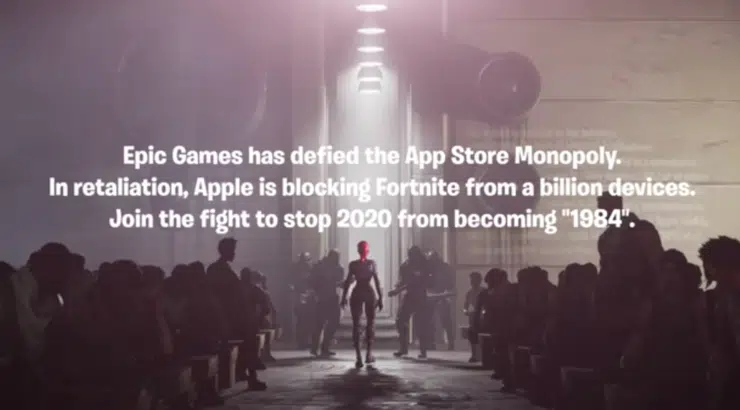 Epic Games has defied the App Store Monopoly.
In retaliation, Apple is blocking Fortnite from a billion devices.
Join the fight to stop 2020 from becoming "1984".